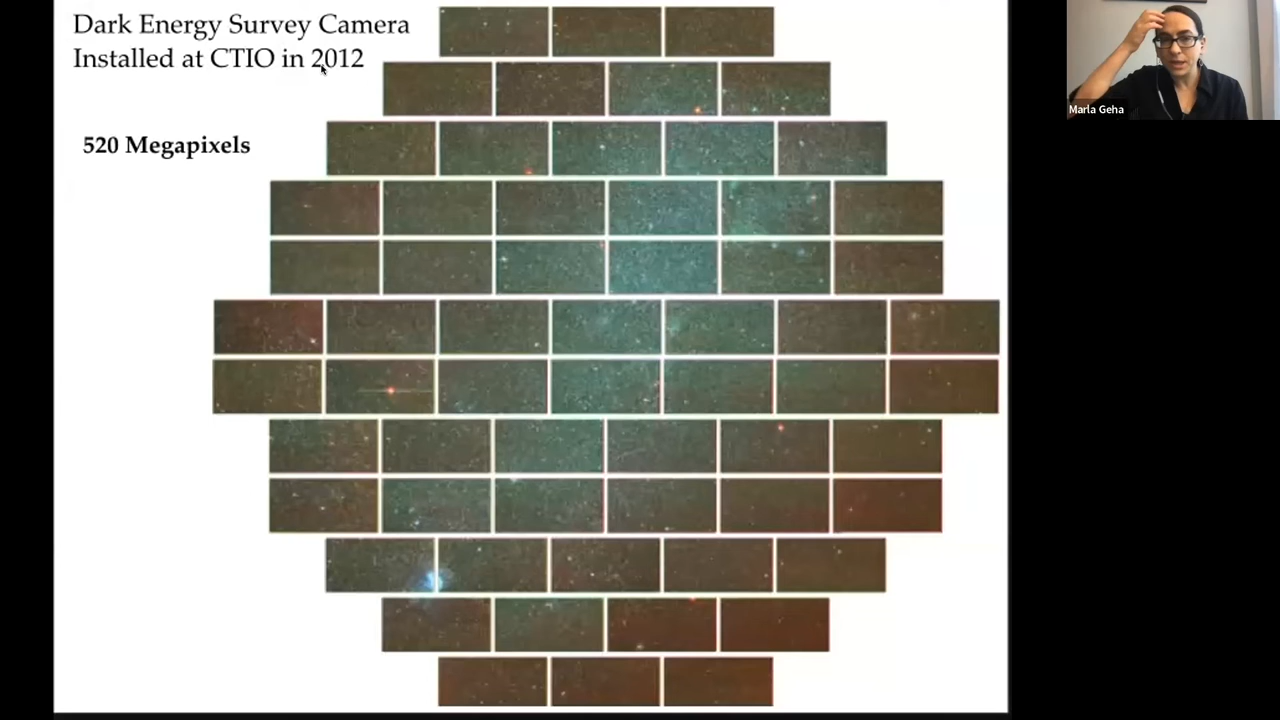 Dark Energy Survey Camera
Installed at CTIO in 2012
520 Megapixels
Marla Geha